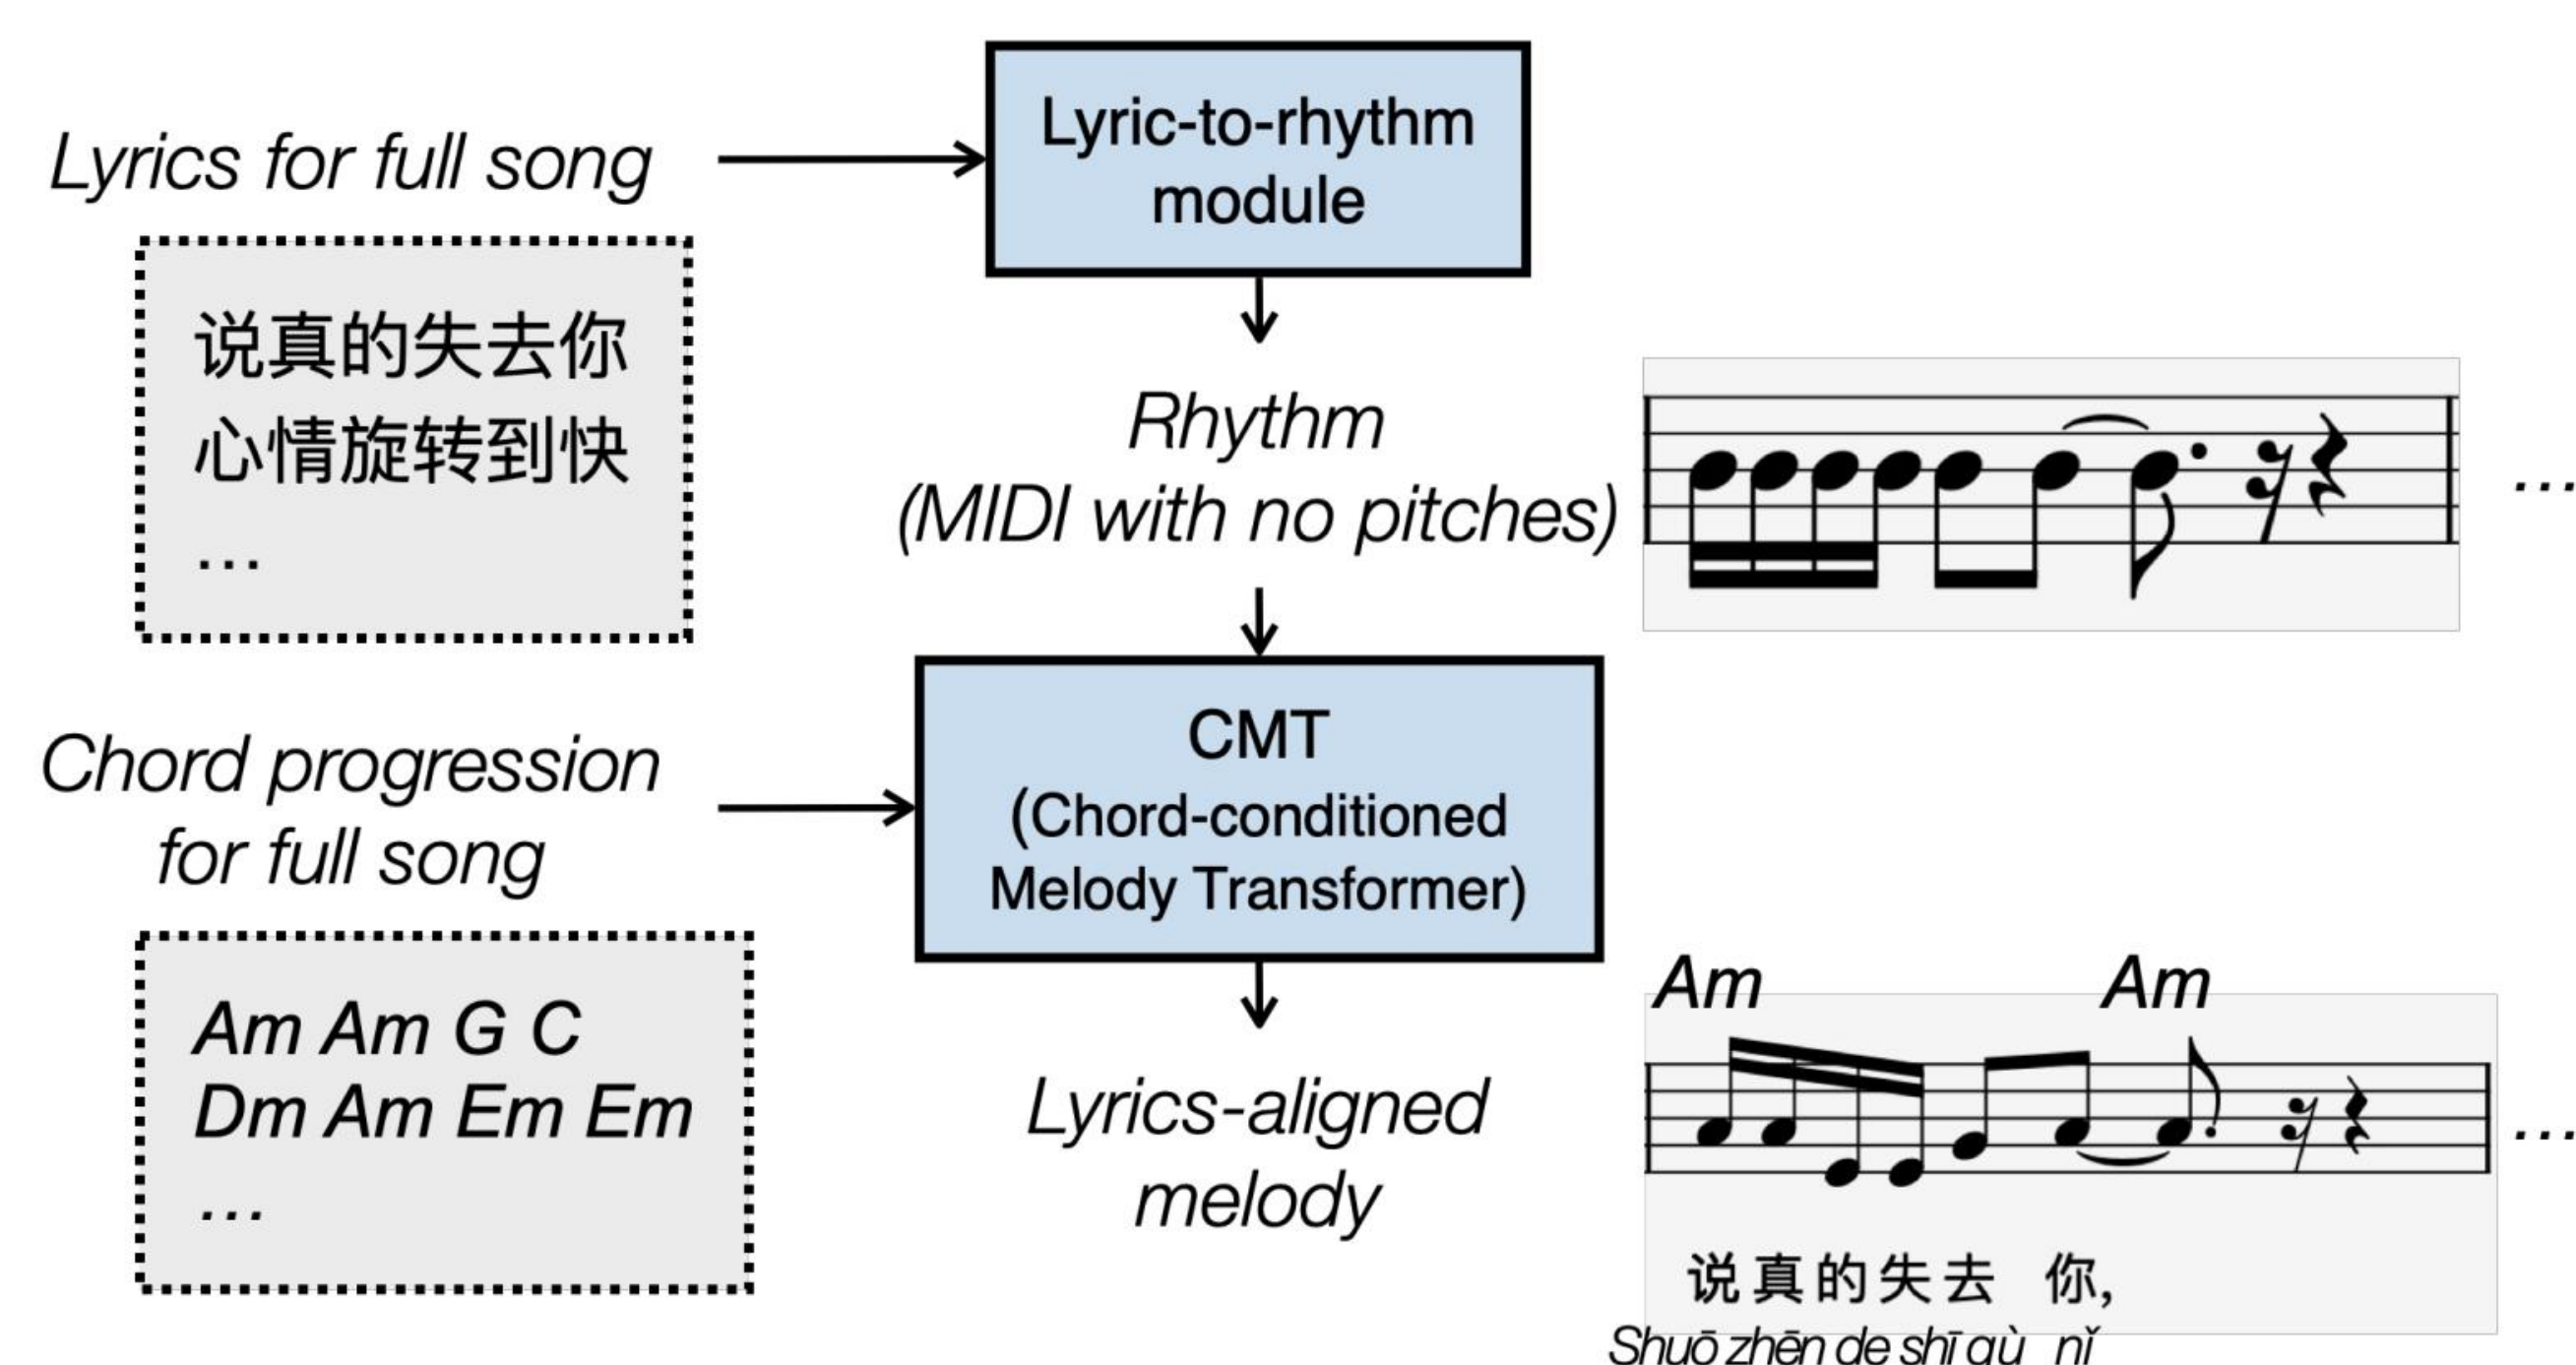 Lyrics for full song
说真的失去你
心情旋转到快
...
Chord progression
for full song
Am Am G C
Dm Am Em Em
...
Lyric-to-rhythm
module
Rhythm
(MIDI with no pitches)
...
CMT
(Chord-conditioned
Melody Transformer)
Lyrics-aligned
melody
Am Am
...
说真的失去 你,
Shuō zhēn de shī qù nǐ